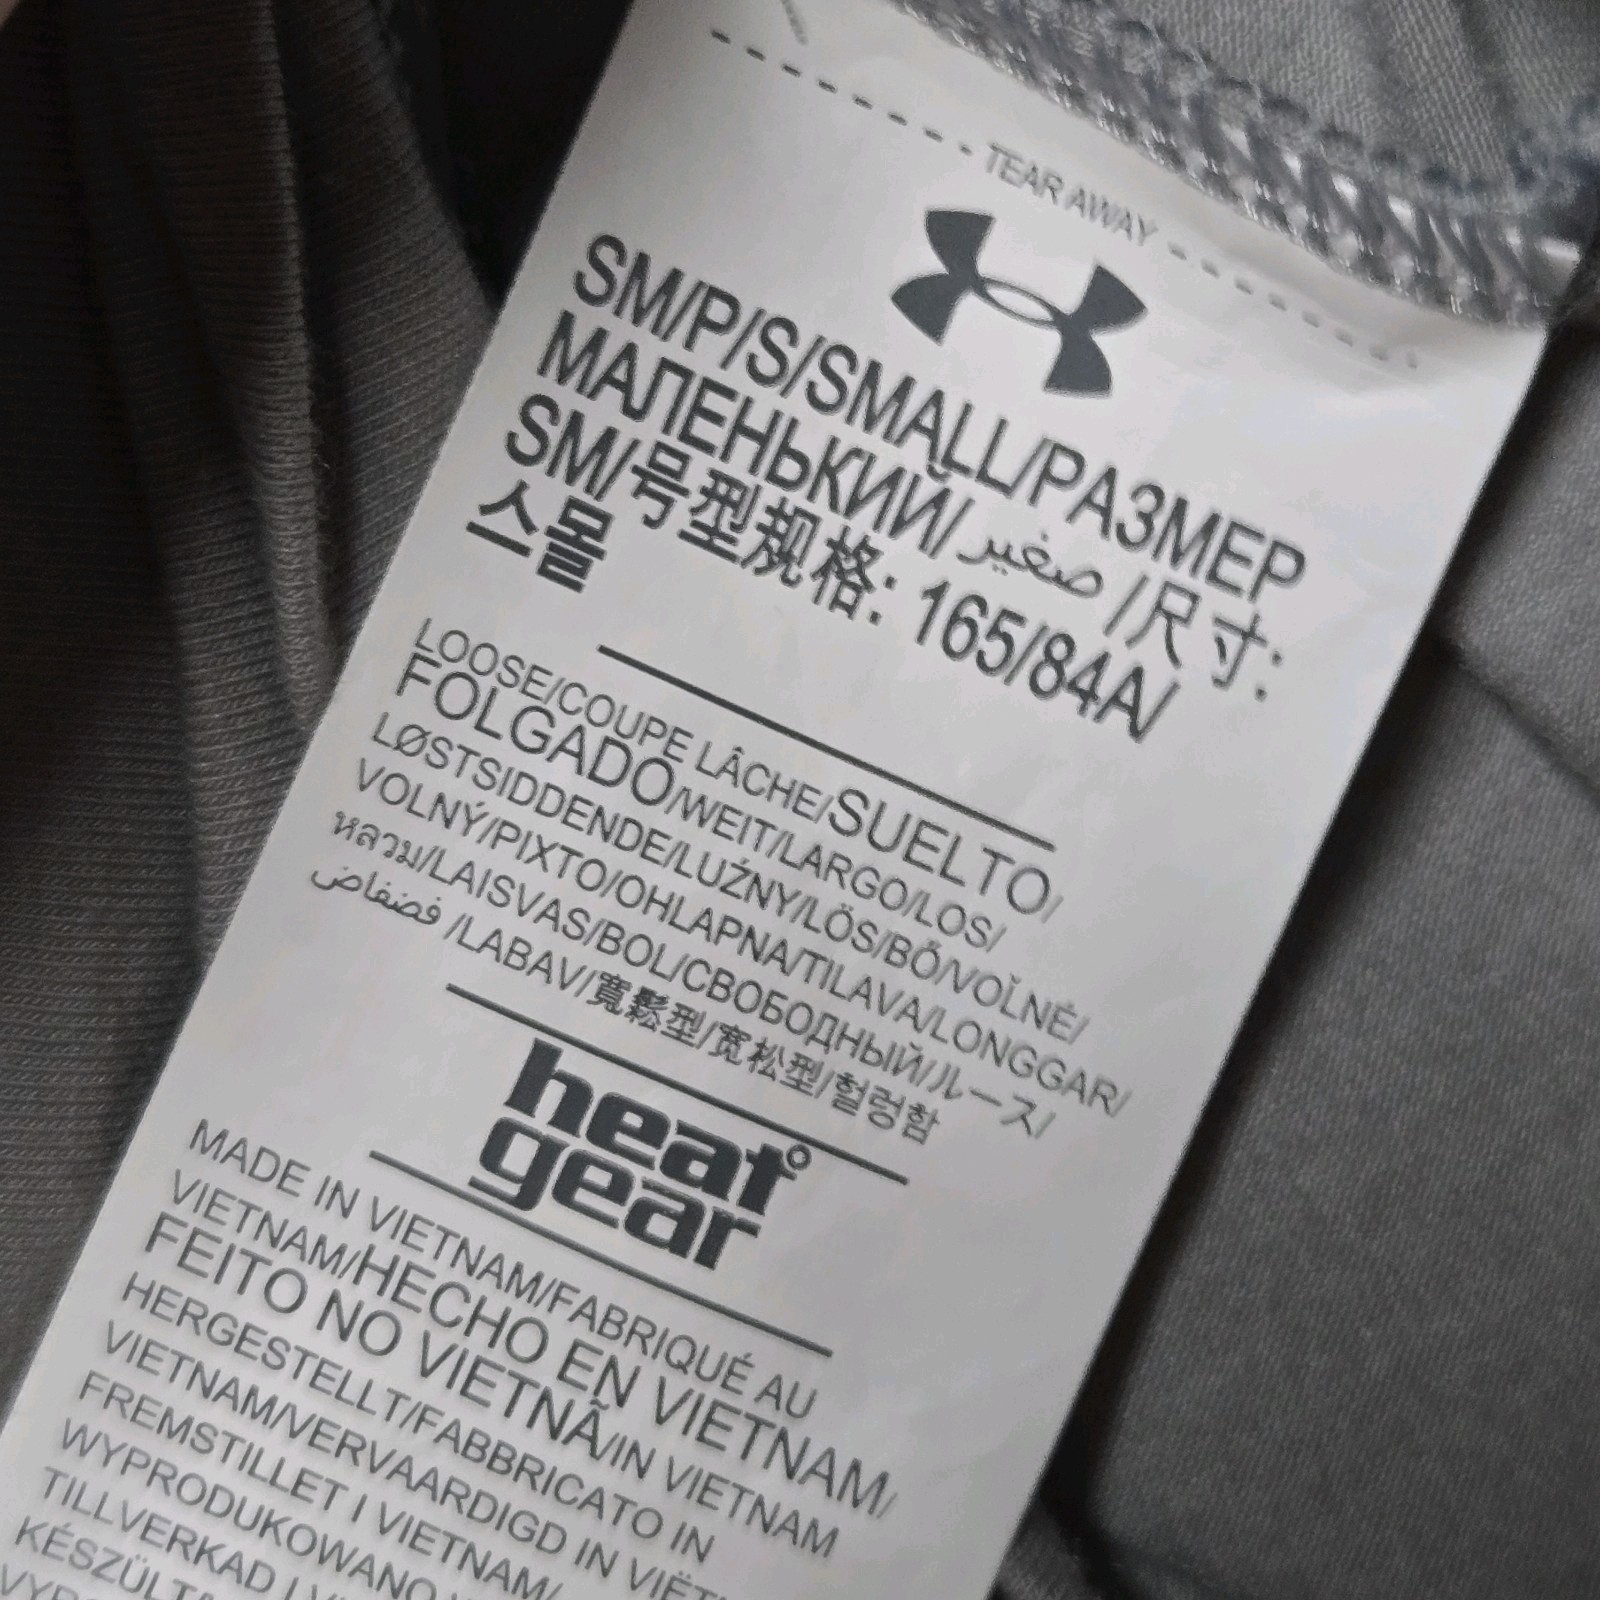 TEAR AWAY
SM/P/S/SMALL/РАЗМЕР
МАЛЕНЬКИЙ/ صغير /尺寸:
SM/号型规格: 165/84A/
스몰
LOOSE/COUPE LÂCHE/SUELTO/
FOLGADO/WEIT/LARGO/LOS/
LØSTSIDDENDE/LUŹNY/LÖS/BŐ/VOĽNÉ/
VOLNÝ/PIXTO/OHLAPNA/TILAVA/LONGGAR/
หลวม/LAISVAS/BOL/СВОБОДНЫЙ/ルース/
فضفاض /LABAV/寬鬆型/宽松型/헐렁함
heat
gear
MADE IN VIETNAM/FABRIQUÉ AU
VIETNAM/HECHO EN VIETNAM/
FEITO NO VIETNÃ/IN VIETNAM
HERGESTELLT/FABBRICATO IN
VIETNAM/VERVAARDIGD IN
FREMSTILLET I VIETNAM/
WYPRODUKOWANO
TILLVERKAD I